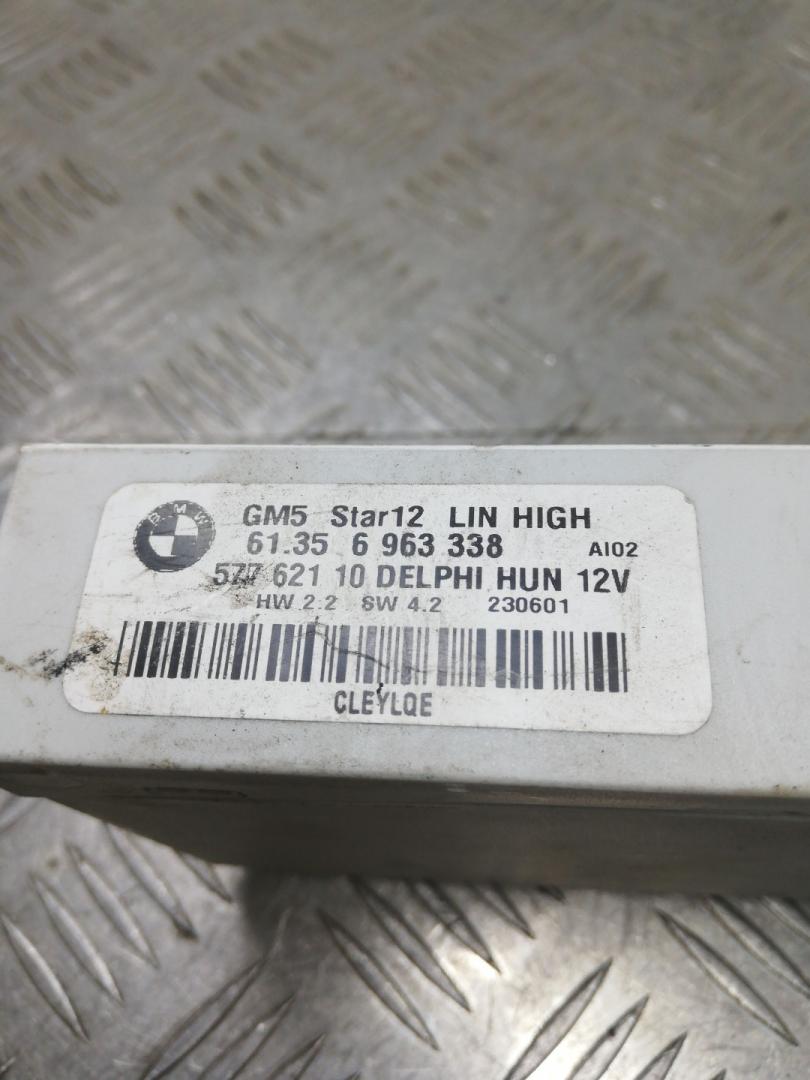 BMW
GM5 Star12 LIN HIGH
61.35 6 963 338 AI02
577 621 10 DELPHI HUN 12V
HW 2.2 SW 4.2 230601
CLEYLQE